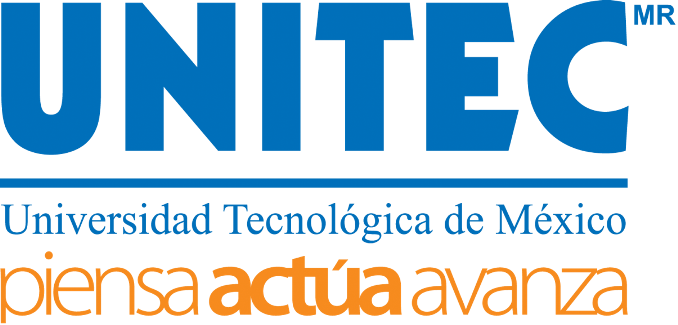 UNITEC MR
Universidad Tecnológica de México
piensa actúa avanza